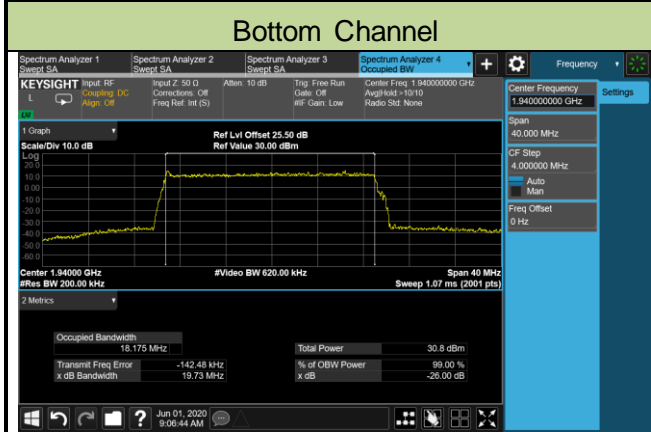 Bottom Channel
Spectrum Analyzer 1
Swept SA
Spectrum Analyzer 2
Swept SA
Spectrum Analyzer 3
Swept SA
Spectrum Analyzer 4
Occupied BW
+
Frequency
KEYSIGHT
L
Input: RF
Coupling: DC
Align: Off
Input Z: 50 Ω
Corrections: Off
Freq Ref: Int (S)
Atten: 10 dB
Trig: Free Run
Gate: Off
#IF Gain: Low
Center Freq: 1.940000000 GHz
Avg|Hold:>10/10
Radio Std: None
Center Frequency
1.940000000 GHz
Settings
Span
40.000 MHz
CF Step
4.000000 MHz
Auto
Man
Freq Offset
0 Hz
1 Graph
Scale/Div 10.0 dB
Ref Lvl Offset 25.50 dB
Ref Value 30.00 dBm
Log
20.0
10.0
0.00
-10.0
-20.0
-30.0
-40.0
-50.0
-60.0
Center 1.94000 GHz
#Res BW 200.00 kHz
#Video BW 620.00 kHz
Span 40 MHz
Sweep 1.07 ms (2001 pts)
2 Metrics
Occupied Bandwidth
18.175 MHz
Total Power 30.8 dBm
Transmit Freq Error -142.48 kHz
% of OBW Power 99.00 %
x dB Bandwidth 19.73 MHz
x dB -26.00 dB
?
Jun 01, 2020
9:06:44 AM